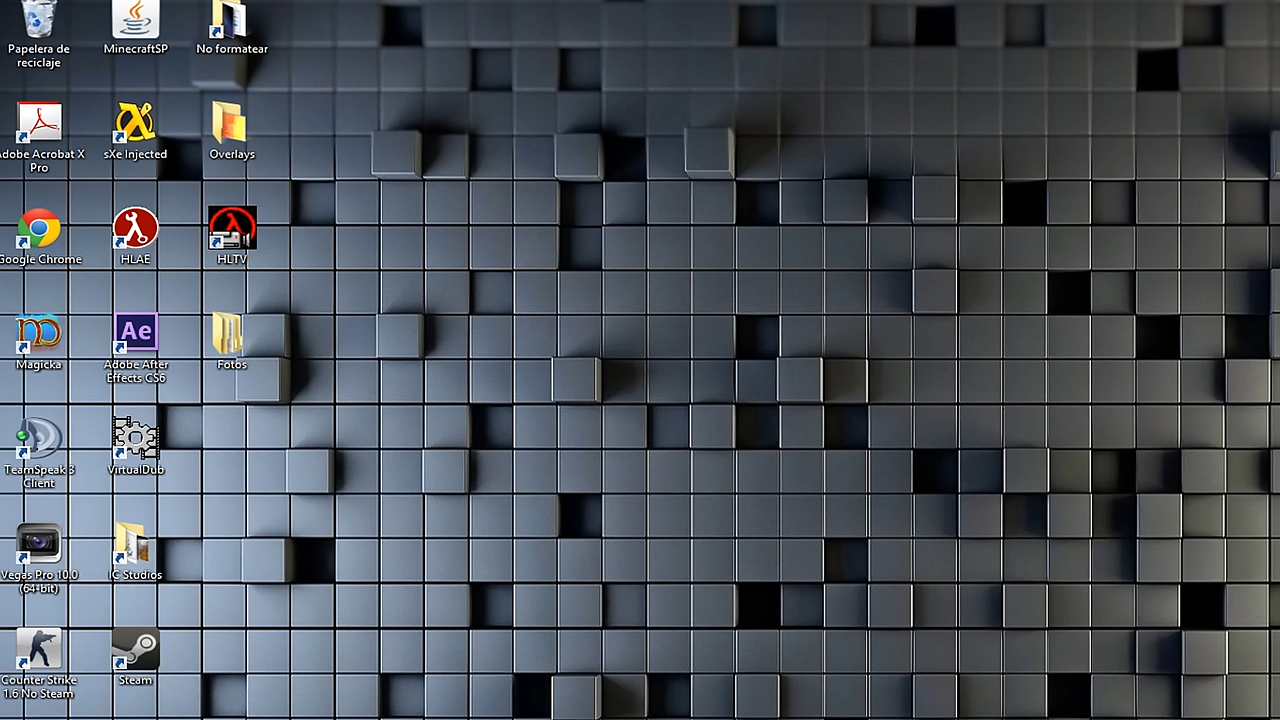 Papelera de
reciclaje
MinecraftSP
No formatear
Adobe Acrobat X
Pro
sXe Injected
Overlays
Google Chrome
HLAE
HLTV
Magicka
Ae
Adobe After
Effects CS6
Fotos
TeamSpeak 3
Client
VirtualDub
Vegas Pro 10.0
(64-bit)
IC Studios
Counter Strike
1.6 No Steam
Steam